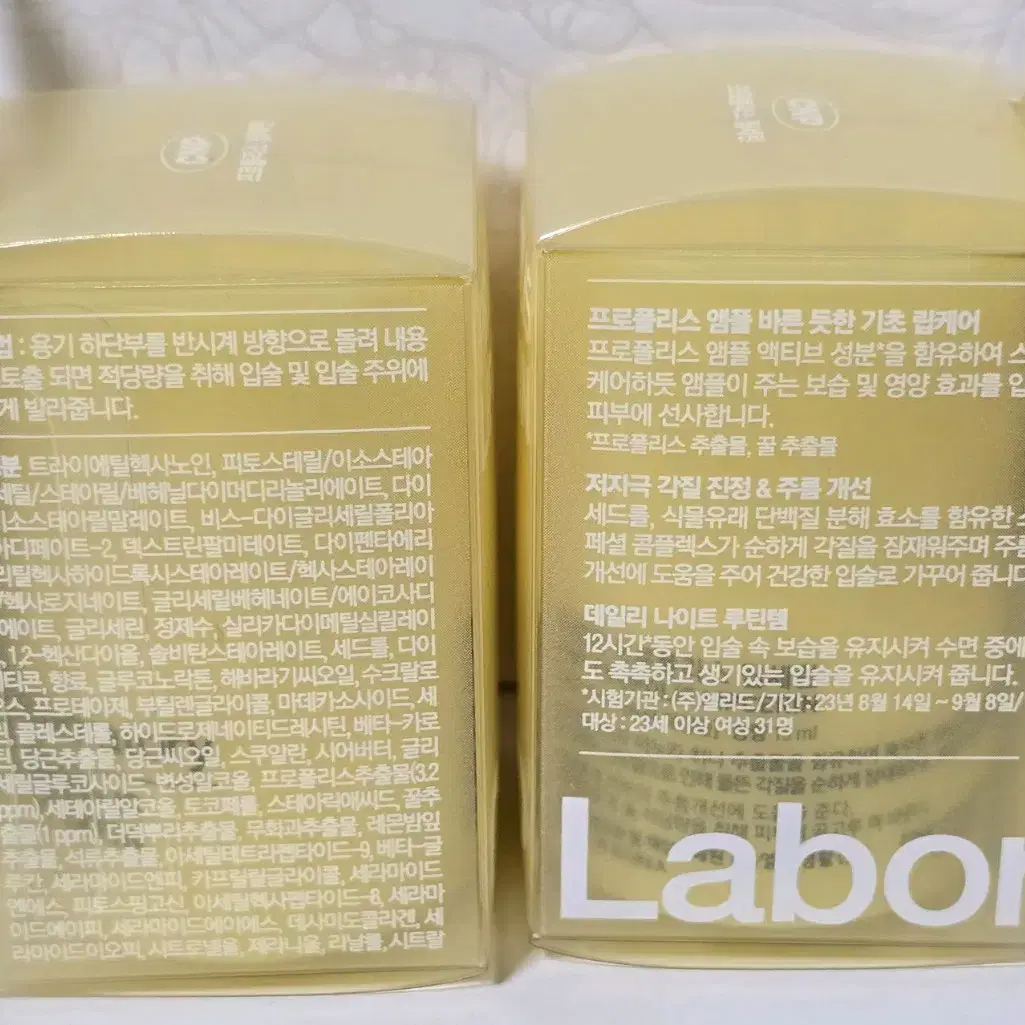 법 : 용기 하단부를 반시계 방향으로 돌려 내용
토출 되면 적당량을 취해 입술 및 입술 주위에
게 발라줍니다.
성분 트라이에틸헥사노인, 피토스테릴/이소스테아
세틸/스테아릴/베헤닐다이머디리놀리에이트, 다이
이소스테아릴말레이트, 비스-다이글리세릴폴리아
아디페이트-2, 덱스트린팔미테이트, 다이펜타에리
리틸헥사하이드록시스테아레이트/헥사스테아레이
/헥사로지네이트, 글리세릴베헤네이트/에이코사디
에이트, 글리세린, 정제수, 실리카다이메틸실릴레이
, 1,2-헥산다이올, 솔비탄스테아레이트, 세드롤, 다이
티콘, 향료, 글루코노락톤, 해바라기씨오일, 수크랄로
우스, 프로테아제, 부틸렌글라이콜, 마데카소사이드, 세
리, 콜레스테롤, 하이드로제네이티드레시틴, 베타-카로
틴, 당근추출물, 당근씨오일, 스쿠알란, 시어버터, 글리
세릴글루코사이드, 변성알코올, 프로폴리스추출물(3.2
ppm), 세테아릴알코올, 토코페롤, 스테아릭애씨드, 꿀추
출물(1 ppm), 더덕뿌리추출물, 무화과추출물, 레몬밤잎
추출물, 석류추출물, 아세틸테트라펩타이드-9, 베타-글
루칸, 세라마이드엔피, 카프릴릴글라이콜, 세라마이드
엔에스, 피토스핑고신, 아세틸헥사펩타이드-8, 세라마
이드에이피, 세라마이드에이에스, 데사미도콜라겐, 세
라마이드이오피, 시트로넬올, 제라니올, 리날룰, 시트랄
프로폴리스 앰플 바른 듯한 기초 립케어
프로폴리스 앰플 액티브 성분*을 함유하여 스
케어하듯 앰플이 주는 보습 및 영양 효과를 입
피부에 선사합니다.
*프로폴리스 추출물, 꿀 추출물
저자극 각질 진정 & 주름 개선
세드롤, 식물유래 단백질 분해 효소를 함유한 스
페셜 콤플렉스가 순하게 각질을 잠재워주며 주름
개선에 도움을 주어 건강한 입술로 가꾸어 줍니다
데일리 나이트 루틴템
12시간*동안 입술 속 보습을 유지시켜 수면 중에
도 촉촉하고 생기있는 입술을 유지시켜 줍니다.
*시험기관 : (주)엘리드/기간 : 23년 8월 14일 ~ 9월 8일/
대상 : 23세 이상 여성 31명
Labor